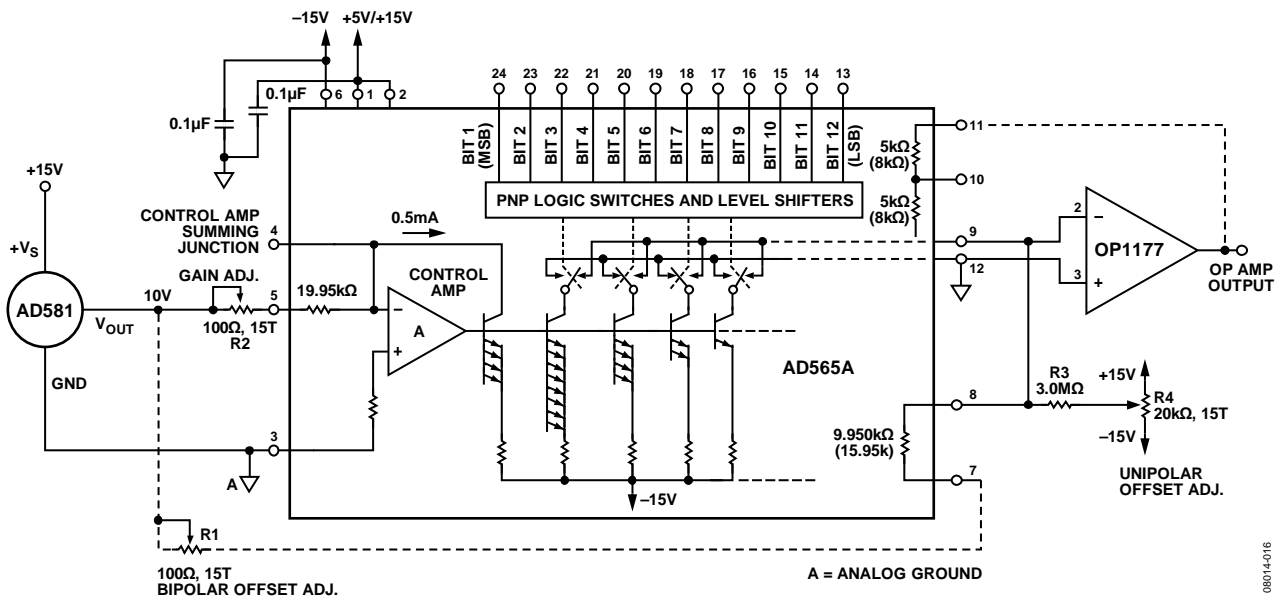 –15V +5V/+15V
24 23 22 21 20 19 18 17 16 15 14 13
0.1µF
6 1 2
0.1µF
BIT 1
(MSB)
BIT 2
BIT 3
BIT 4
BIT 5
BIT 6
BIT 7
BIT 8
BIT 9
BIT 10
BIT 11
BIT 12
(LSB)
11
5kΩ
(8kΩ)
10
5kΩ
(8kΩ)
PNP LOGIC SWITCHES AND LEVEL SHIFTERS
+15V
CONTROL AMP
SUMMING
JUNCTION
4
0.5mA
9
2
–
OP1177
12
3
+
OP AMP
OUTPUT
+VS
GAIN ADJ.
CONTROL
AMP
AD581
10V
VOUT
5
19.95kΩ
–
A
+
100Ω, 15T
R2
AD565A
GND
8
R3
3.0MΩ
+15V
R4
20kΩ, 15T
–15V
UNIPOLAR
OFFSET ADJ.
9.950kΩ
(15.95k)
3
A
7
–15V
R1
100Ω, 15T
BIPOLAR OFFSET ADJ.
A = ANALOG GROUND
08014-016